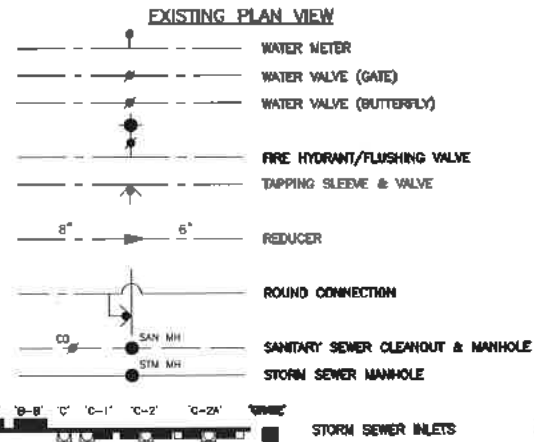 EXISTING PLAN VIEW
WATER METER
WATER VALVE (GATE)
WATER VALVE (BUTTERFLY)
FIRE HYDRANT/FLUSHING VALVE
TAPPING SLEEVE & VALVE
8" 6" REDUCER
ROUND CONNECTION
CO SAN MH SANITARY SEWER CLEANOUT & MANHOLE
STM MH STORM SEWER MANHOLE
'B-B' 'C' 'C-1' 'C-2' 'C-2A'
STORM SEWER INLETS